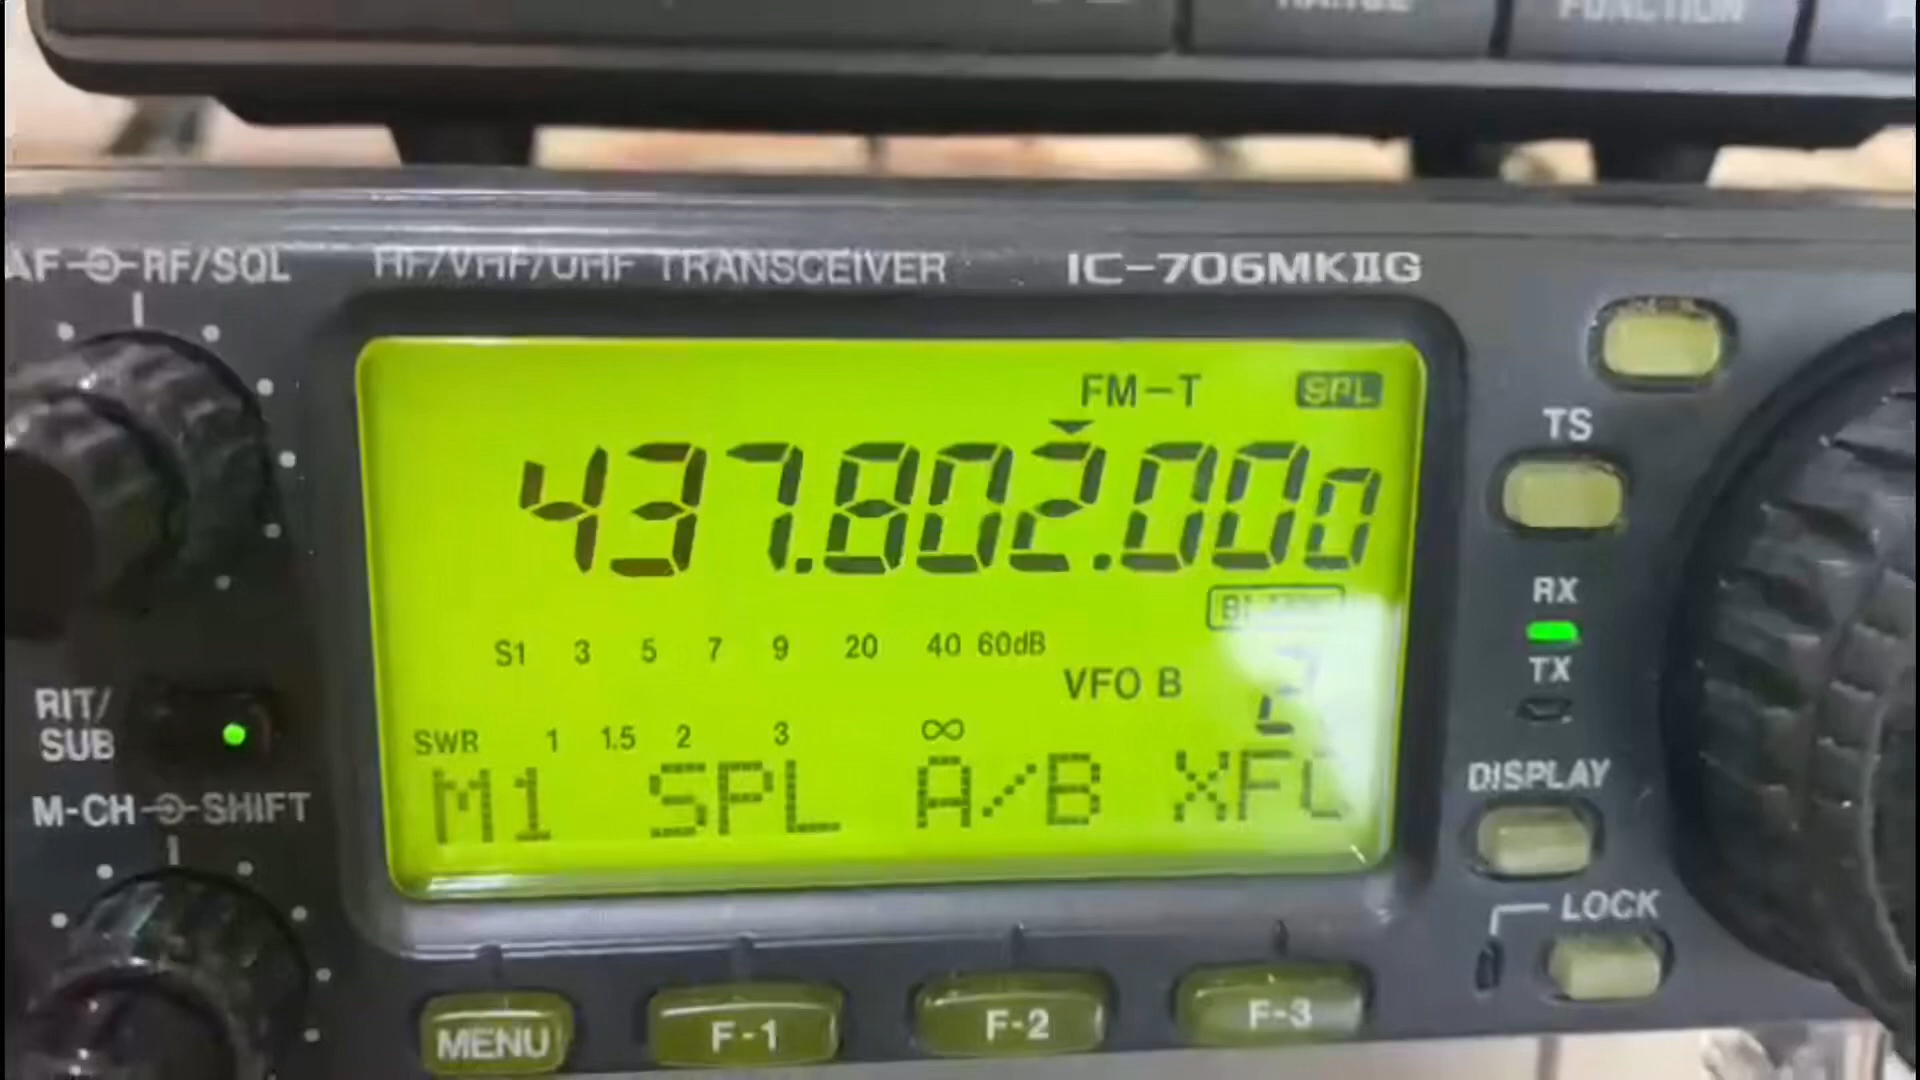 FUNCTION
AF RF/SQL
HF/VHF/UHF TRANSCEIVER
IC-706MKIIG
FM-T SPL
437.802.000
TS
RX
S1 3 5 7 9 20 40 60dB
VFO B
2
TX
RIT/
SUB
SWR 1 1.5 2 3 ∞
M1 SPL A/B XFC
DISPLAY
M-CH SHIFT
LOCK
MENU F-1 F-2 F-3